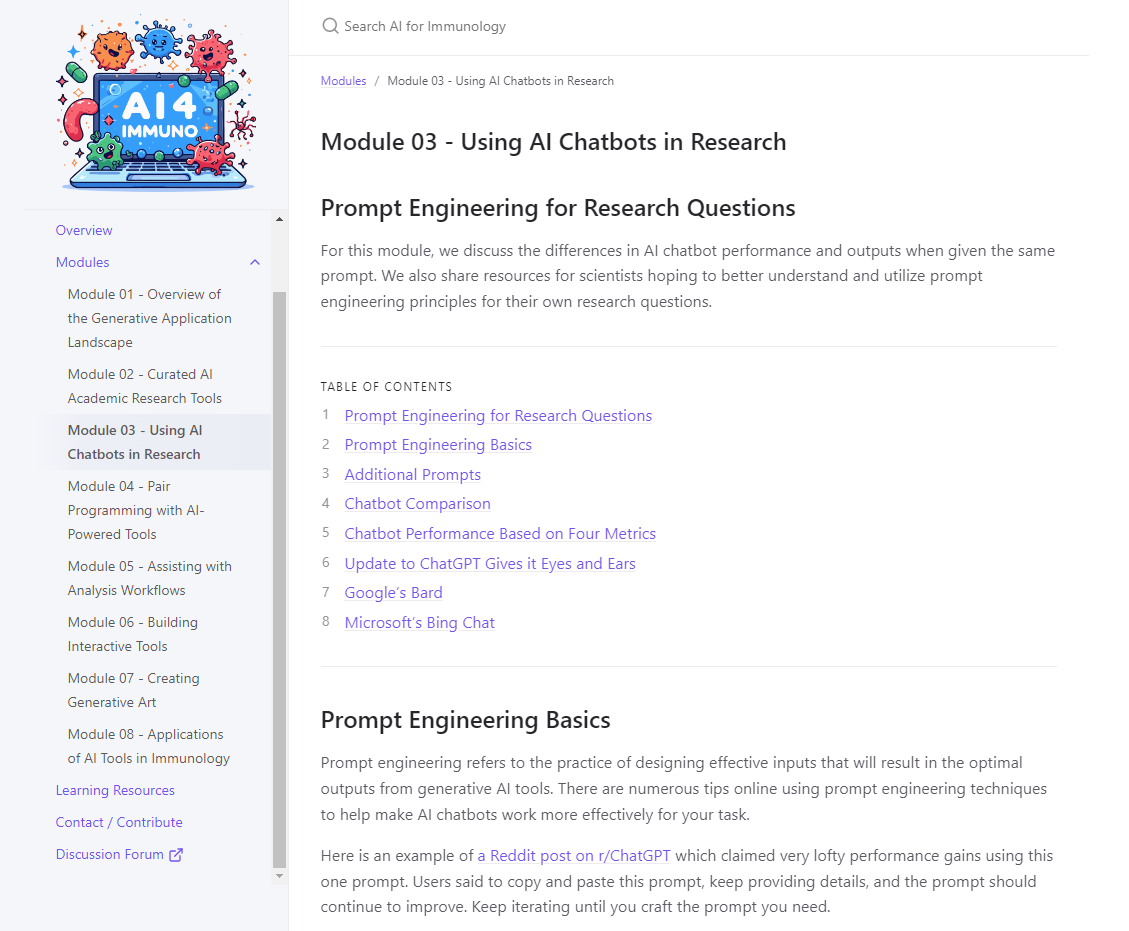 AI4
IMMUNO
Overview
Modules
Module 01 - Overview of
the Generative Application
Landscape
Module 02 - Curated AI
Academic Research Tools
Module 03 - Using AI
Chatbots in Research
Module 04 - Pair
Programming with AI-
Powered Tools
Module 05 - Assisting with
Analysis Workflows
Module 06 - Building
Interactive Tools
Module 07 - Creating
Generative Art
Module 08 - Applications
of AI Tools in Immunology
Learning Resources
Contact / Contribute
Discussion Forum
Search AI for Immunology
Modules / Module 03 - Using AI Chatbots in Research
Module 03 - Using AI Chatbots in Research
Prompt Engineering for Research Questions
For this module, we discuss the differences in AI chatbot performance and outputs when given the same
prompt. We also share resources for scientists hoping to better understand and utilize prompt
engineering principles for their own research questions.
TABLE OF CONTENTS
1 Prompt Engineering for Research Questions
2 Prompt Engineering Basics
3 Additional Prompts
4 Chatbot Comparison
5 Chatbot Performance Based on Four Metrics
6 Update to ChatGPT Gives it Eyes and Ears
7 Google’s Bard
8 Microsoft’s Bing Chat
Prompt Engineering Basics
Prompt engineering refers to the practice of designing effective inputs that will result in the optimal
outputs from generative AI tools. There are numerous tips online using prompt engineering techniques
to help make AI chatbots work more effectively for your task.
Here is an example of a Reddit post on r/ChatGPT which claimed very lofty performance gains using this
one prompt. Users said to copy and paste this prompt, keep providing details, and the prompt should
continue to improve. Keep iterating until you craft the prompt you need.